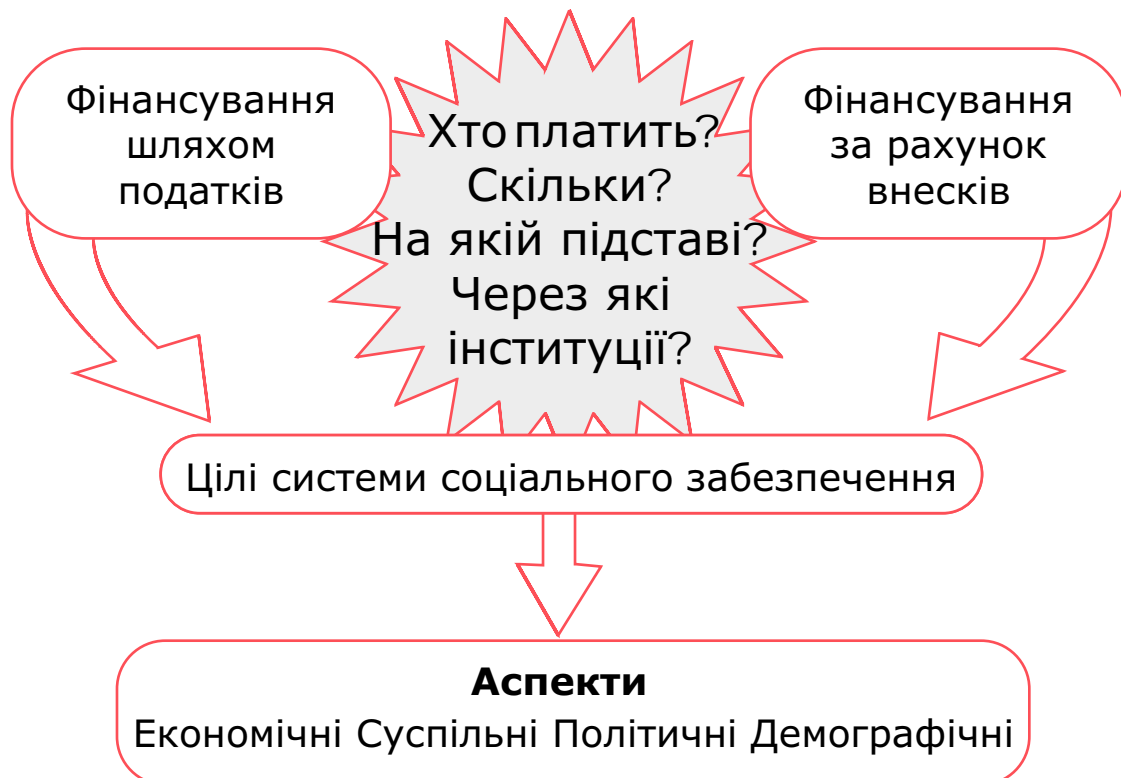 Фінансування
шляхом
податків
Хто платить?
Скільки?
На якій підставі?
Через які
інституції?
Фінансування
за рахунок
внесків
Цілі системи соціального забезпечення
Аспекти
Економічні Суспільні Політичні Демографічні